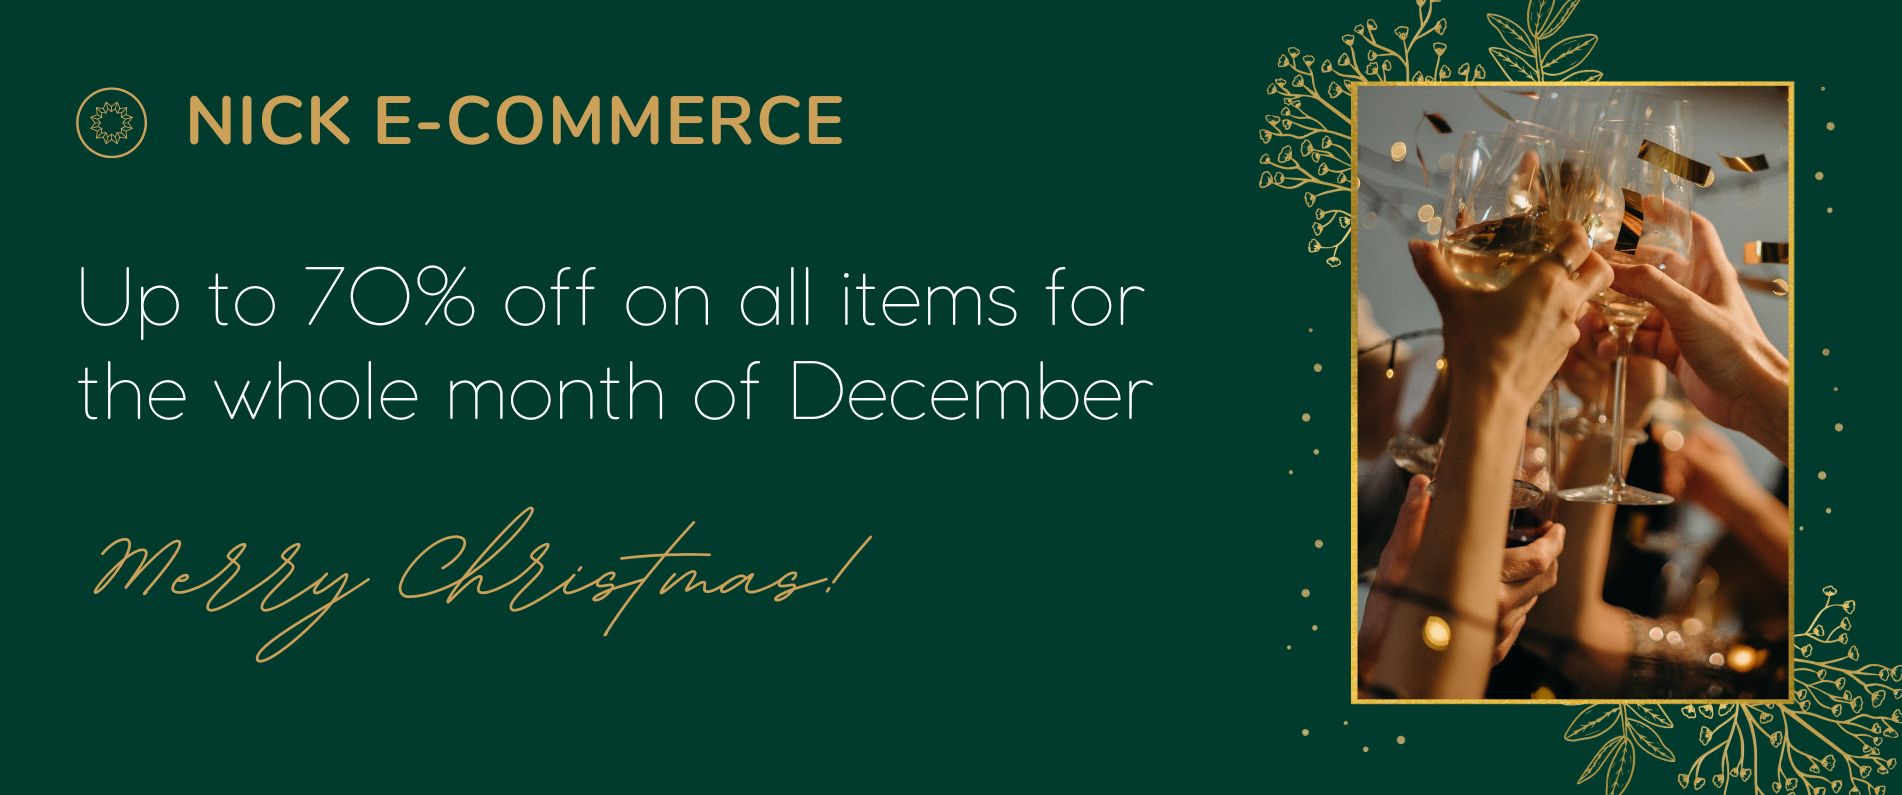 NICK E-COMMERCE
Up to 70% off on all items for
the whole month of December
Merry Christmas!